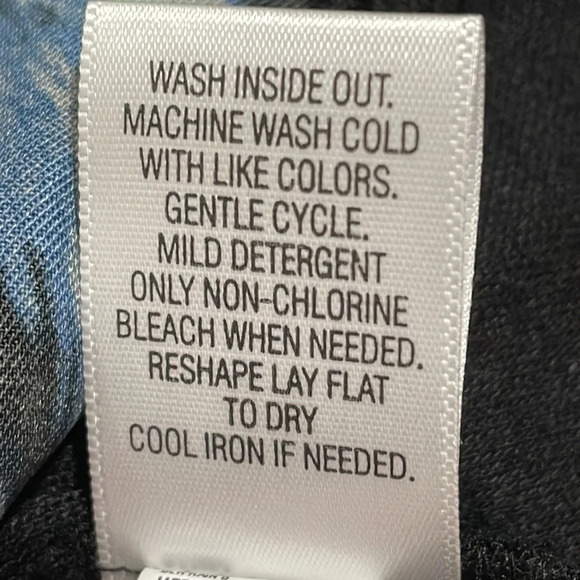 WASH INSIDE OUT.
MACHINE WASH COLD
WITH LIKE COLORS.
GENTLE CYCLE.
MILD DETERGENT
ONLY NON-CHLORINE
BLEACH WHEN NEEDED.
RESHAPE LAY FLAT
TO DRY
COOL IRON IF NEEDED.